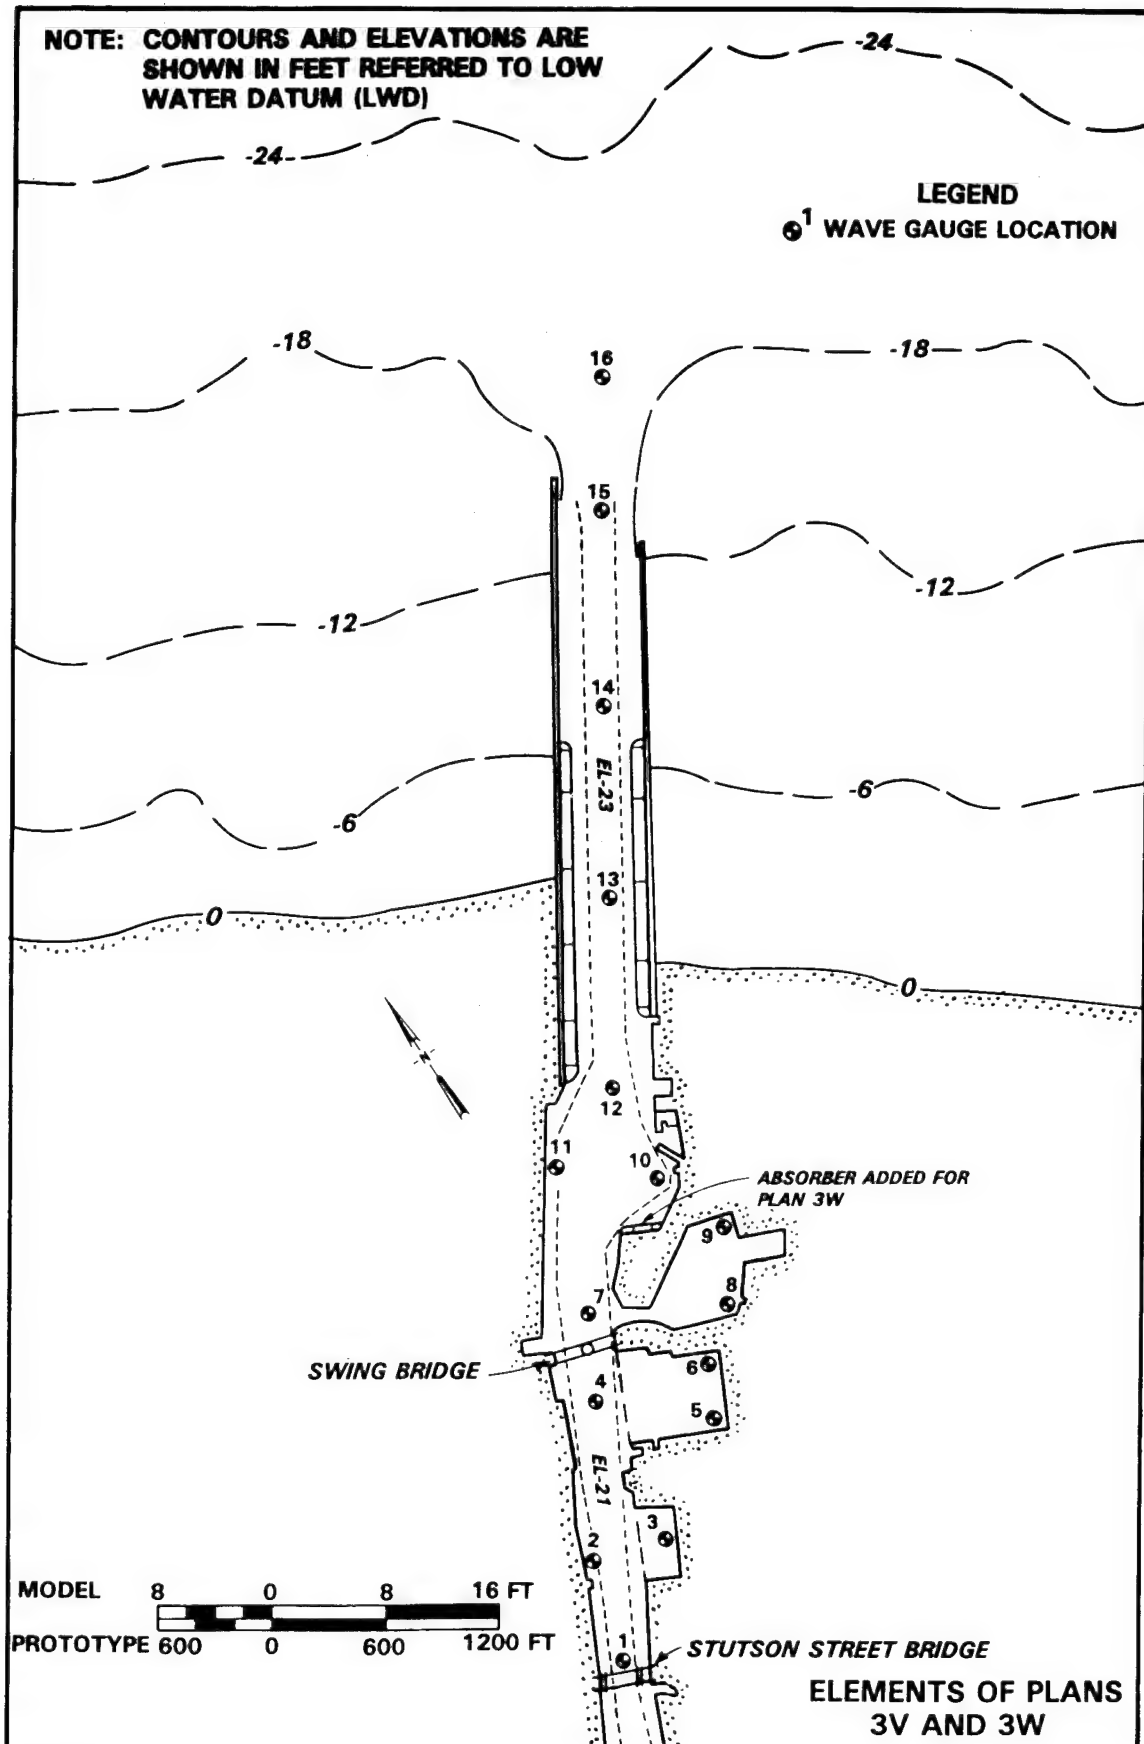 NOTE: CONTOURS AND ELEVATIONS ARE
SHOWN IN FEET REFERRED TO LOW
WATER DATUM (LWD)
-24
-24
LEGEND
1 WAVE GAUGE LOCATION
-18
-18
16
15
-12
-12
14
EL-23
-6
-6
13
0
0
N
12
11
10
ABSORBER ADDED FOR
PLAN 3W
9
8
7
SWING BRIDGE
6
4
5
EL-21
3
2
MODEL 8 0 8 16 FT
PROTOTYPE 600 0 600 1200 FT
1
STUTSON STREET BRIDGE
ELEMENTS OF PLANS
3V AND 3W